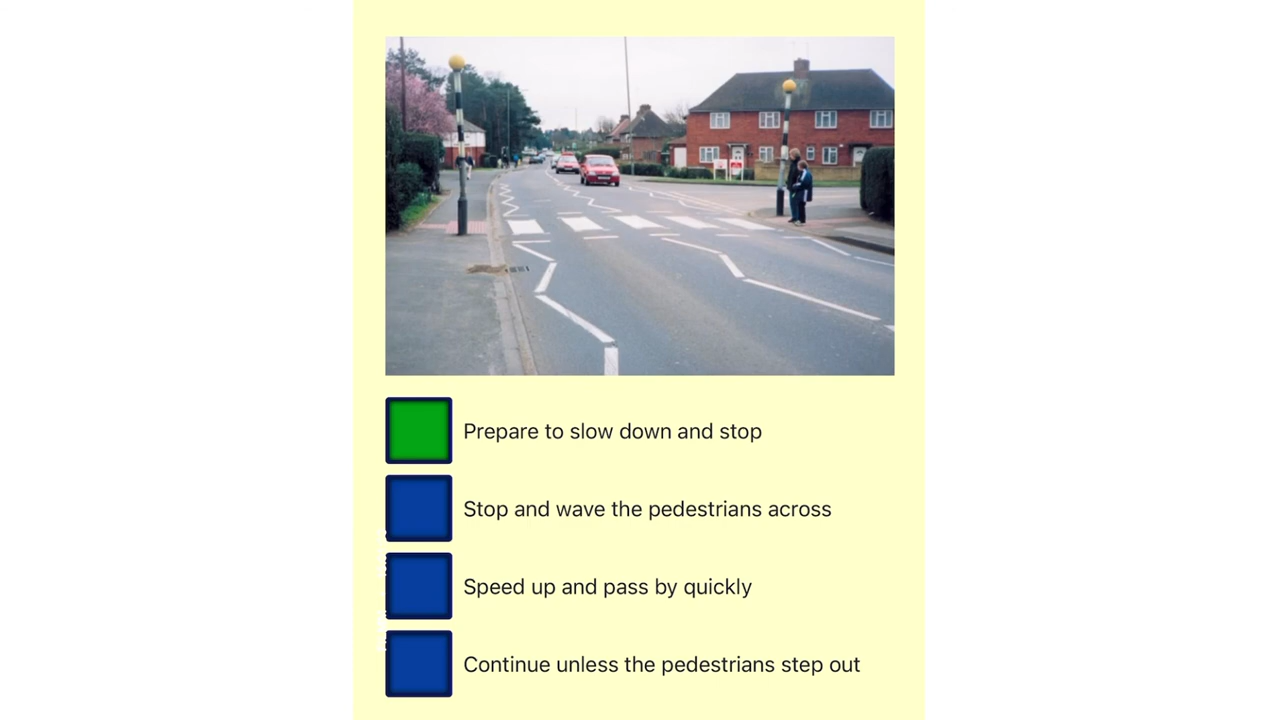 Prepare to slow down and stop
Stop and wave the pedestrians across
Speed up and pass by quickly
Continue unless the pedestrians step out